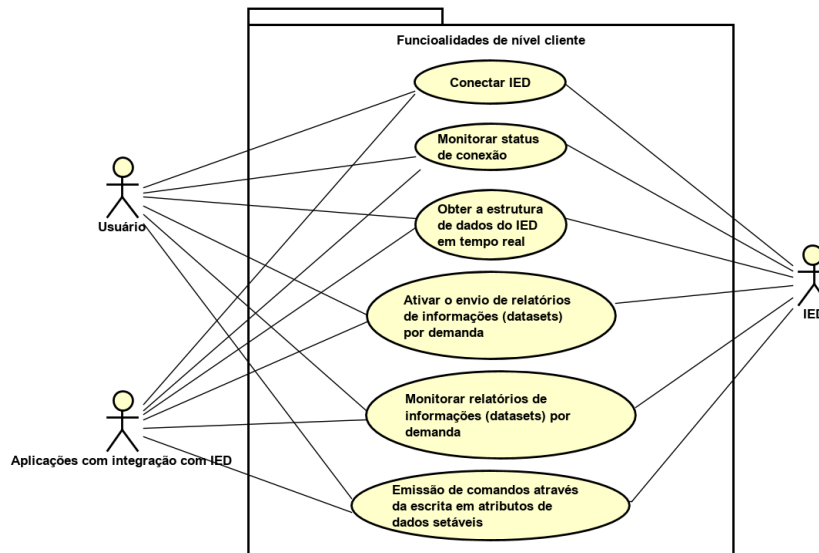 Funcioalidades de nível cliente
Conectar IED
Monitorar status
de conexão
Usuário
Obter a estrutura
de dados do IED
em tempo real
Ativar o envio de relatórios
de informações (datasets)
por demanda
IED
Monitorar relatórios de
informações (datasets) por
demanda
Aplicações com integração com IED
Emissão de comandos através
da escrita em atributos de
dados setáveis